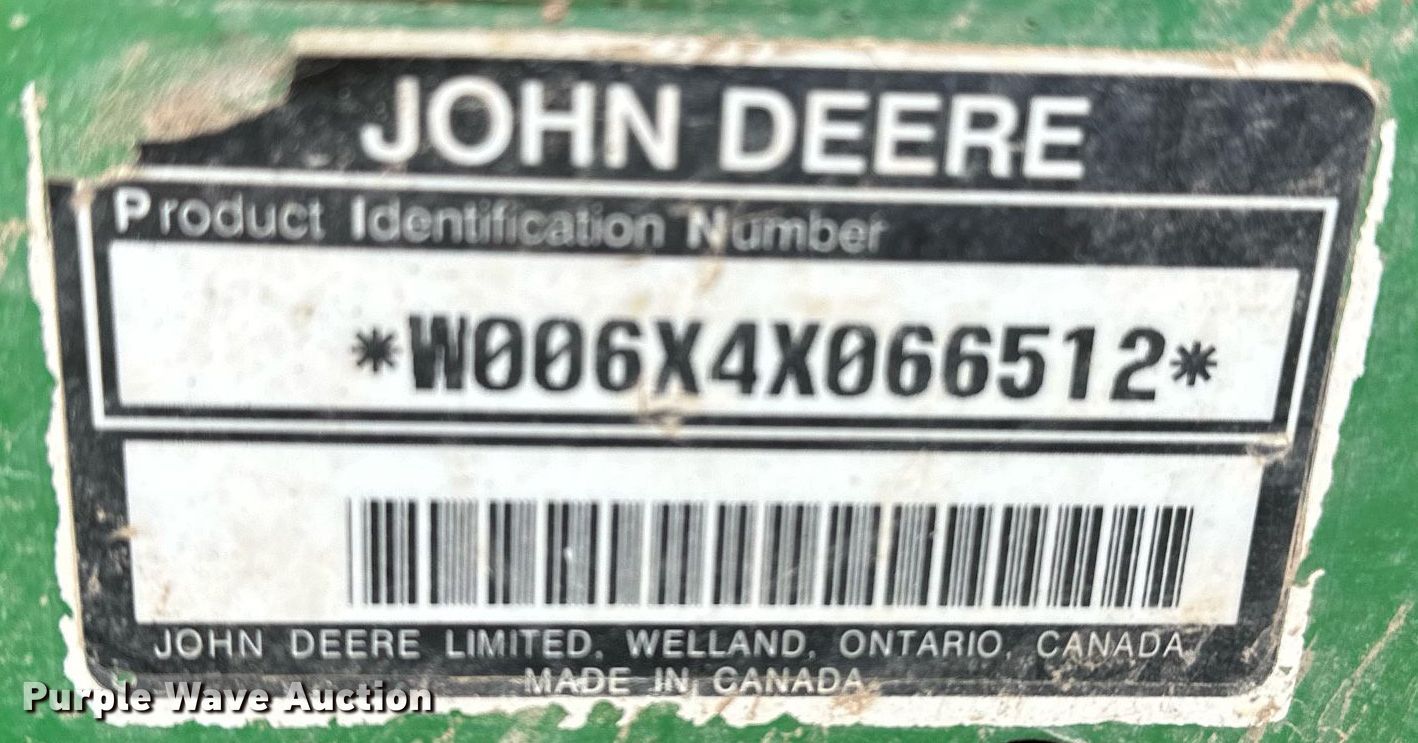 JOHN DEERE
Product Identification Number
*W006X4X066512*
JOHN DEERE LIMITED, WELLAND, ONTARIO, CANADA
MADE IN CANADA
Purple Wave Auction